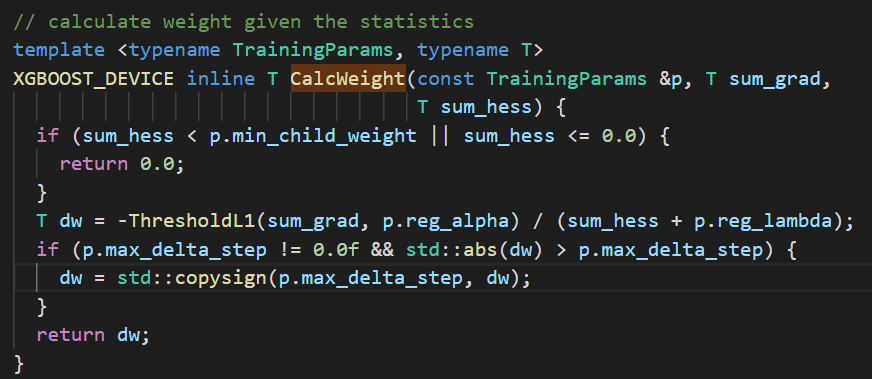 // calculate weight given the statistics
template <typename TrainingParams, typename T>
XGBOOST_DEVICE inline T CalcWeight(const TrainingParams &p, T sum_grad,
                                   T sum_hess) {
  if (sum_hess < p.min_child_weight || sum_hess <= 0.0) {
    return 0.0;
  }
  T dw = -ThresholdL1(sum_grad, p.reg_alpha) / (sum_hess + p.reg_lambda);
  if (p.max_delta_step != 0.0f && std::abs(dw) > p.max_delta_step) {
    dw = std::copysign(p.max_delta_step, dw);
  }
  return dw;
}